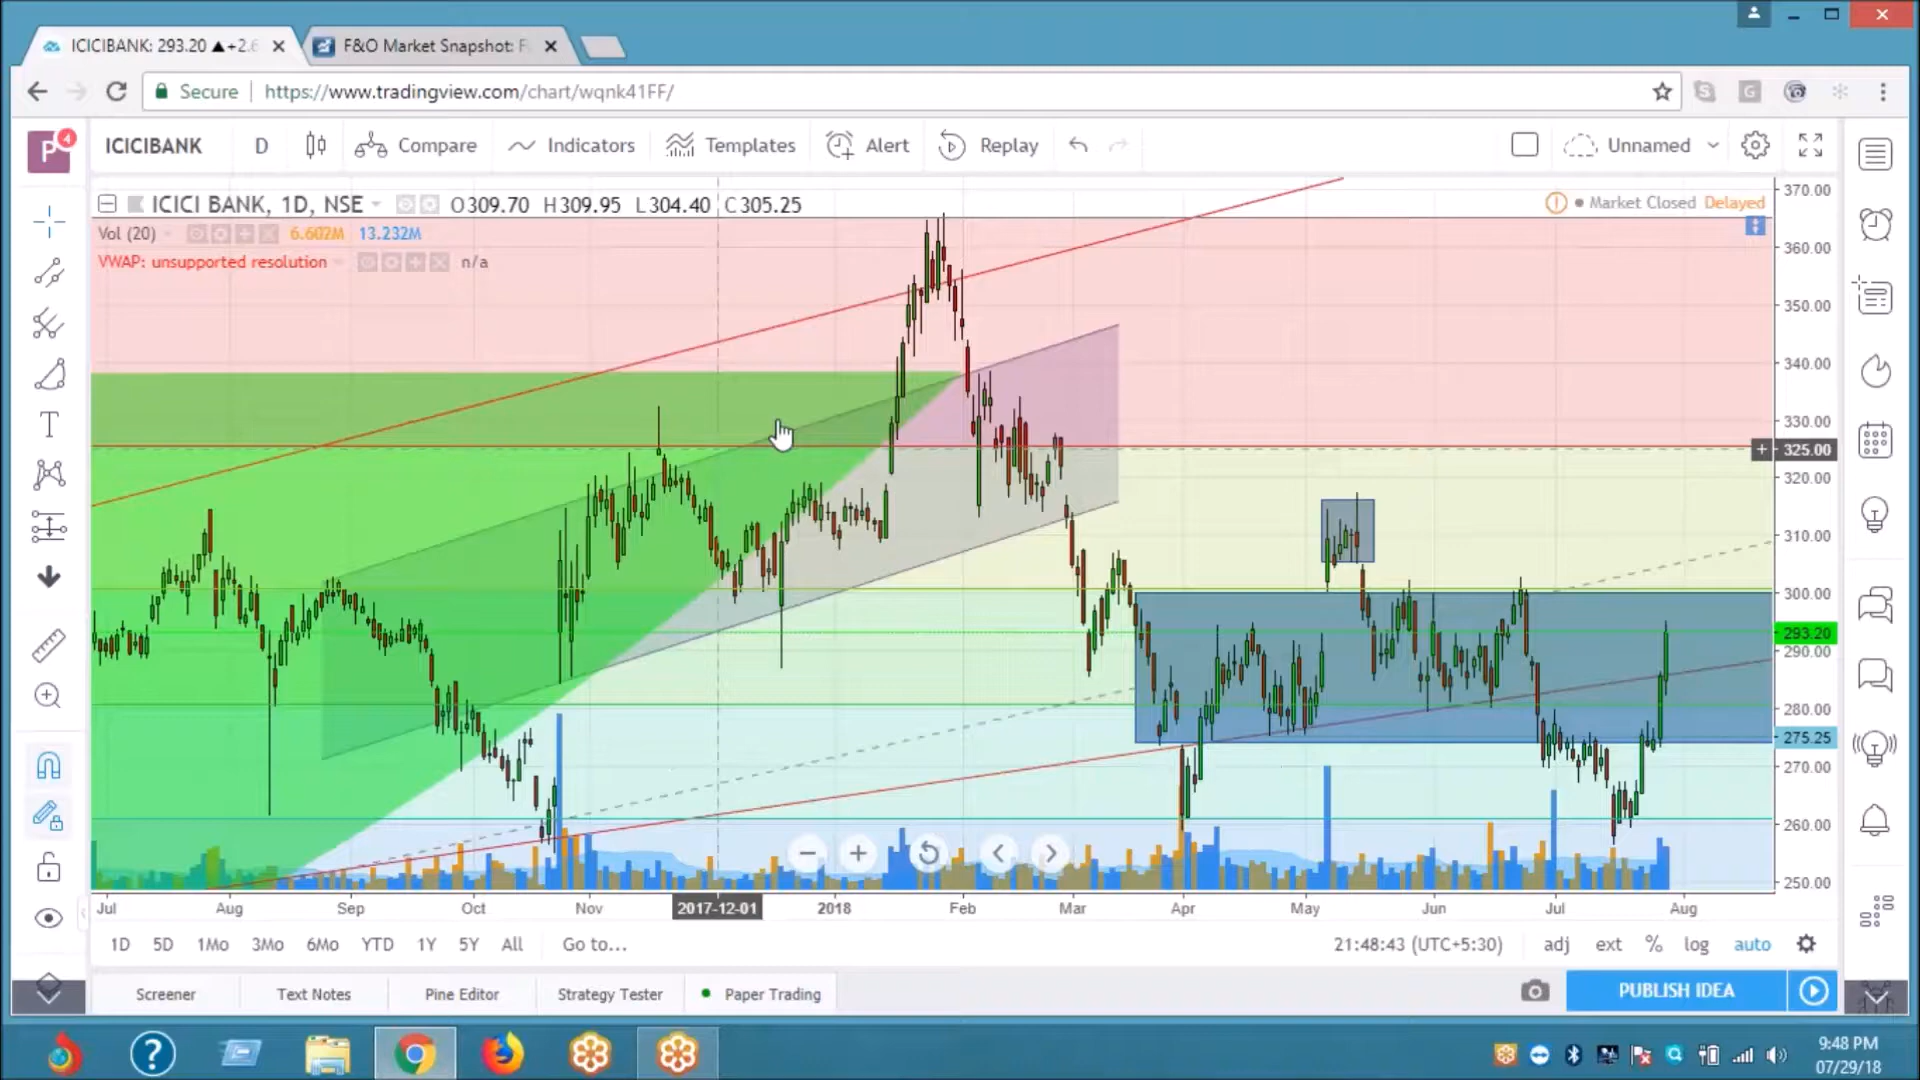 ICICIBANK: 293.20 ▲+2.6
F&O Market Snapshot: F
Secure https://www.tradingview.com/chart/wqnk41FF/
P 4
ICICIBANK D Compare Indicators Templates Alert Replay Unnamed
ICICI BANK, 1D, NSE O309.70 H309.95 L304.40 C305.25
Market Closed Delayed
Vol (20) 6.602M 13.232M
VWAP: unsupported resolution n/a
370.00
360.00
350.00
340.00
330.00
325.00
320.00
310.00
300.00
293.20
290.00
280.00
275.25
270.00
260.00
250.00
Jul Aug Sep Oct Nov 2017-12-01 2018 Feb Mar Apr May Jun Jul Aug
1D 5D 1Mo 3Mo 6Mo YTD 1Y 5Y All Go to... 21:48:43 (UTC+5:30) adj ext % log auto
Screener Text Notes Pine Editor Strategy Tester Paper Trading PUBLISH IDEA
9:48 PM
07/29/18